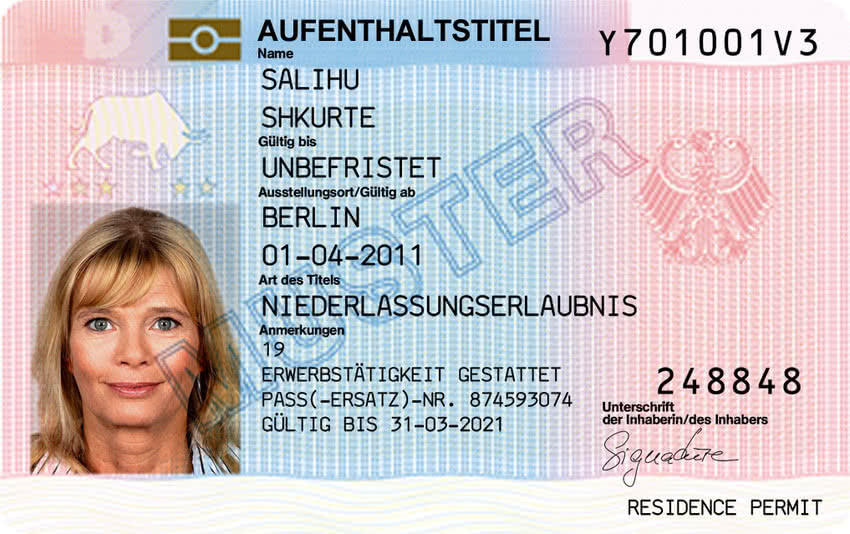 D
AUFENTHALTSTITEL
Y701001V3
Name
SALIHU
SHKURTE
Gültig bis
UNBEFRISTET
Ausstellungsort/Gültig ab
BERLIN
01-04-2011
Art des Titels
NIEDERLASSUNGSERLAUBNIS
Anmerkungen
19
ERWERBSTÄTIGKEIT GESTATTET
PASS(-ERSATZ)-NR. 874593074
GÜLTIG BIS 31-03-2021
MUSTER
248848
Unterschrift
der Inhaberin/des Inhabers
Signature
RESIDENCE PERMIT